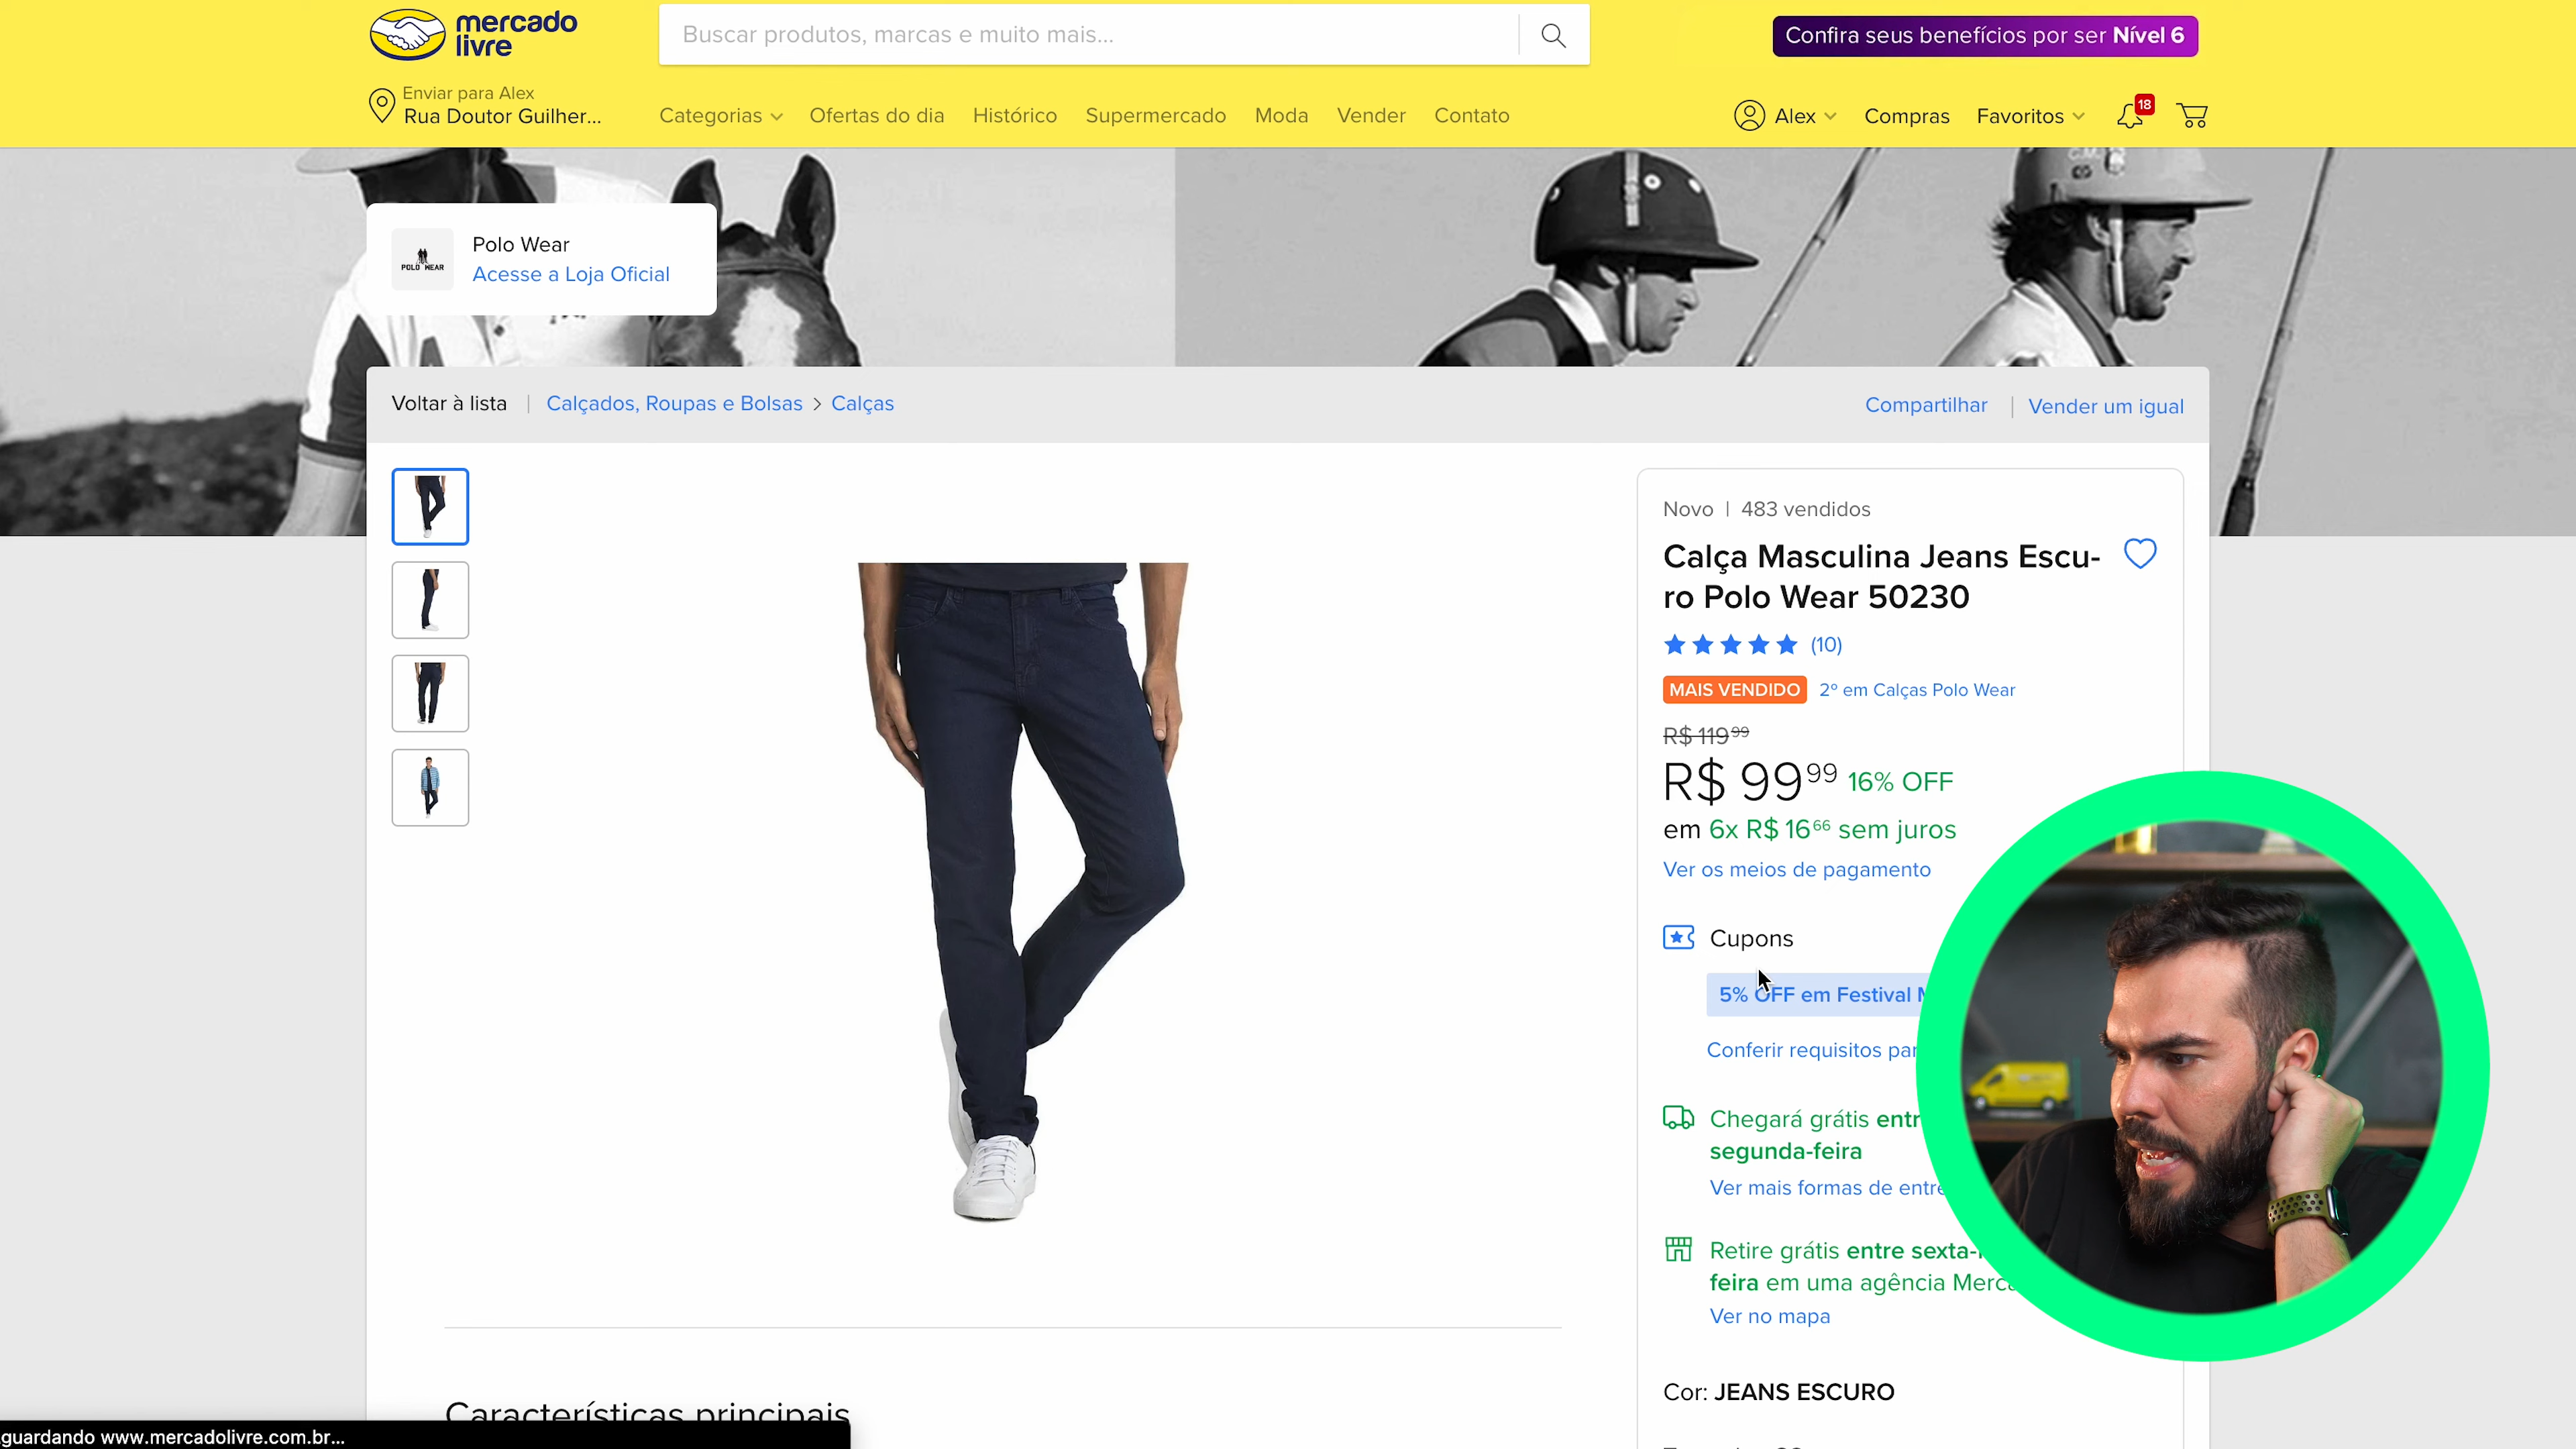 mercado
livre
Buscar produtos, marcas e muito mais...
Confira seus benefícios por ser Nível 6
Enviar para Alex
Rua Doutor Guilher...
Categorias
Ofertas do dia
Histórico
Supermercado
Moda
Vender
Contato
Alex
Compras
Favoritos
18
POLO WEAR
Polo Wear
Acesse a Loja Oficial
Voltar à lista | Calçados, Roupas e Bolsas > Calças
Compartilhar | Vender um igual
Novo | 483 vendidos
Calça Masculina Jeans Escu-
ro Polo Wear 50230
(10)
MAIS VENDIDO 2º em Calças Polo Wear
R$ 119 99
R$ 99 99 16% OFF
em 6x R$ 16 66 sem juros
Ver os meios de pagamento
Cupons
5% OFF em Festival
Conferir requisitos
Chegará grátis
segunda-feira
Ver mais formas de
Retire grátis entre
feira em uma agência
Ver no mapa
Cor: JEANS ESCURO
Características principais
guardando www.mercadolivre.com.br...